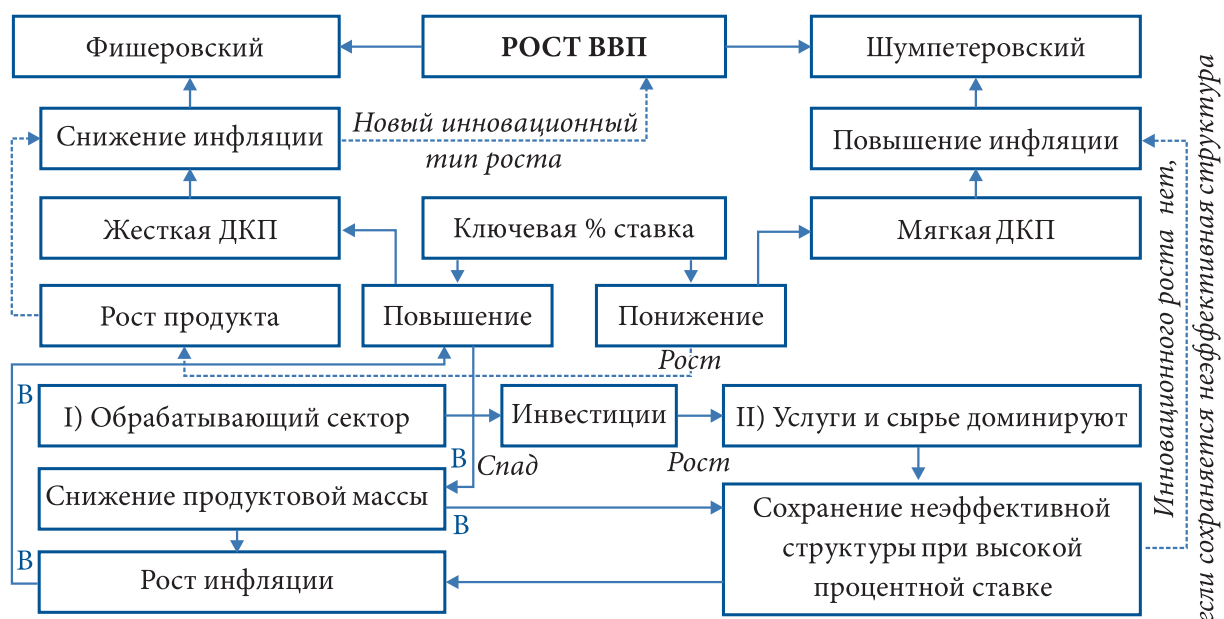 Фишеровский
РОСТ ВВП
Шумпетеровский
Снижение инфляции
Новый инновационный
тип роста
Повышение инфляции
Жесткая ДКП
Ключевая % ставка
Мягкая ДКП
Рост продукта
Повышение
Понижение
Рост
В
I) Обрабатывающий сектор
Инвестиции
II) Услуги и сырье доминируют
В
Спад
Рост
Снижение продуктовой массы
В
Сохранение неэффективной
структуры при высокой
процентной ставке
В
Рост инфляции
Инновационного роста нет,
если сохраняется неэффективная структура